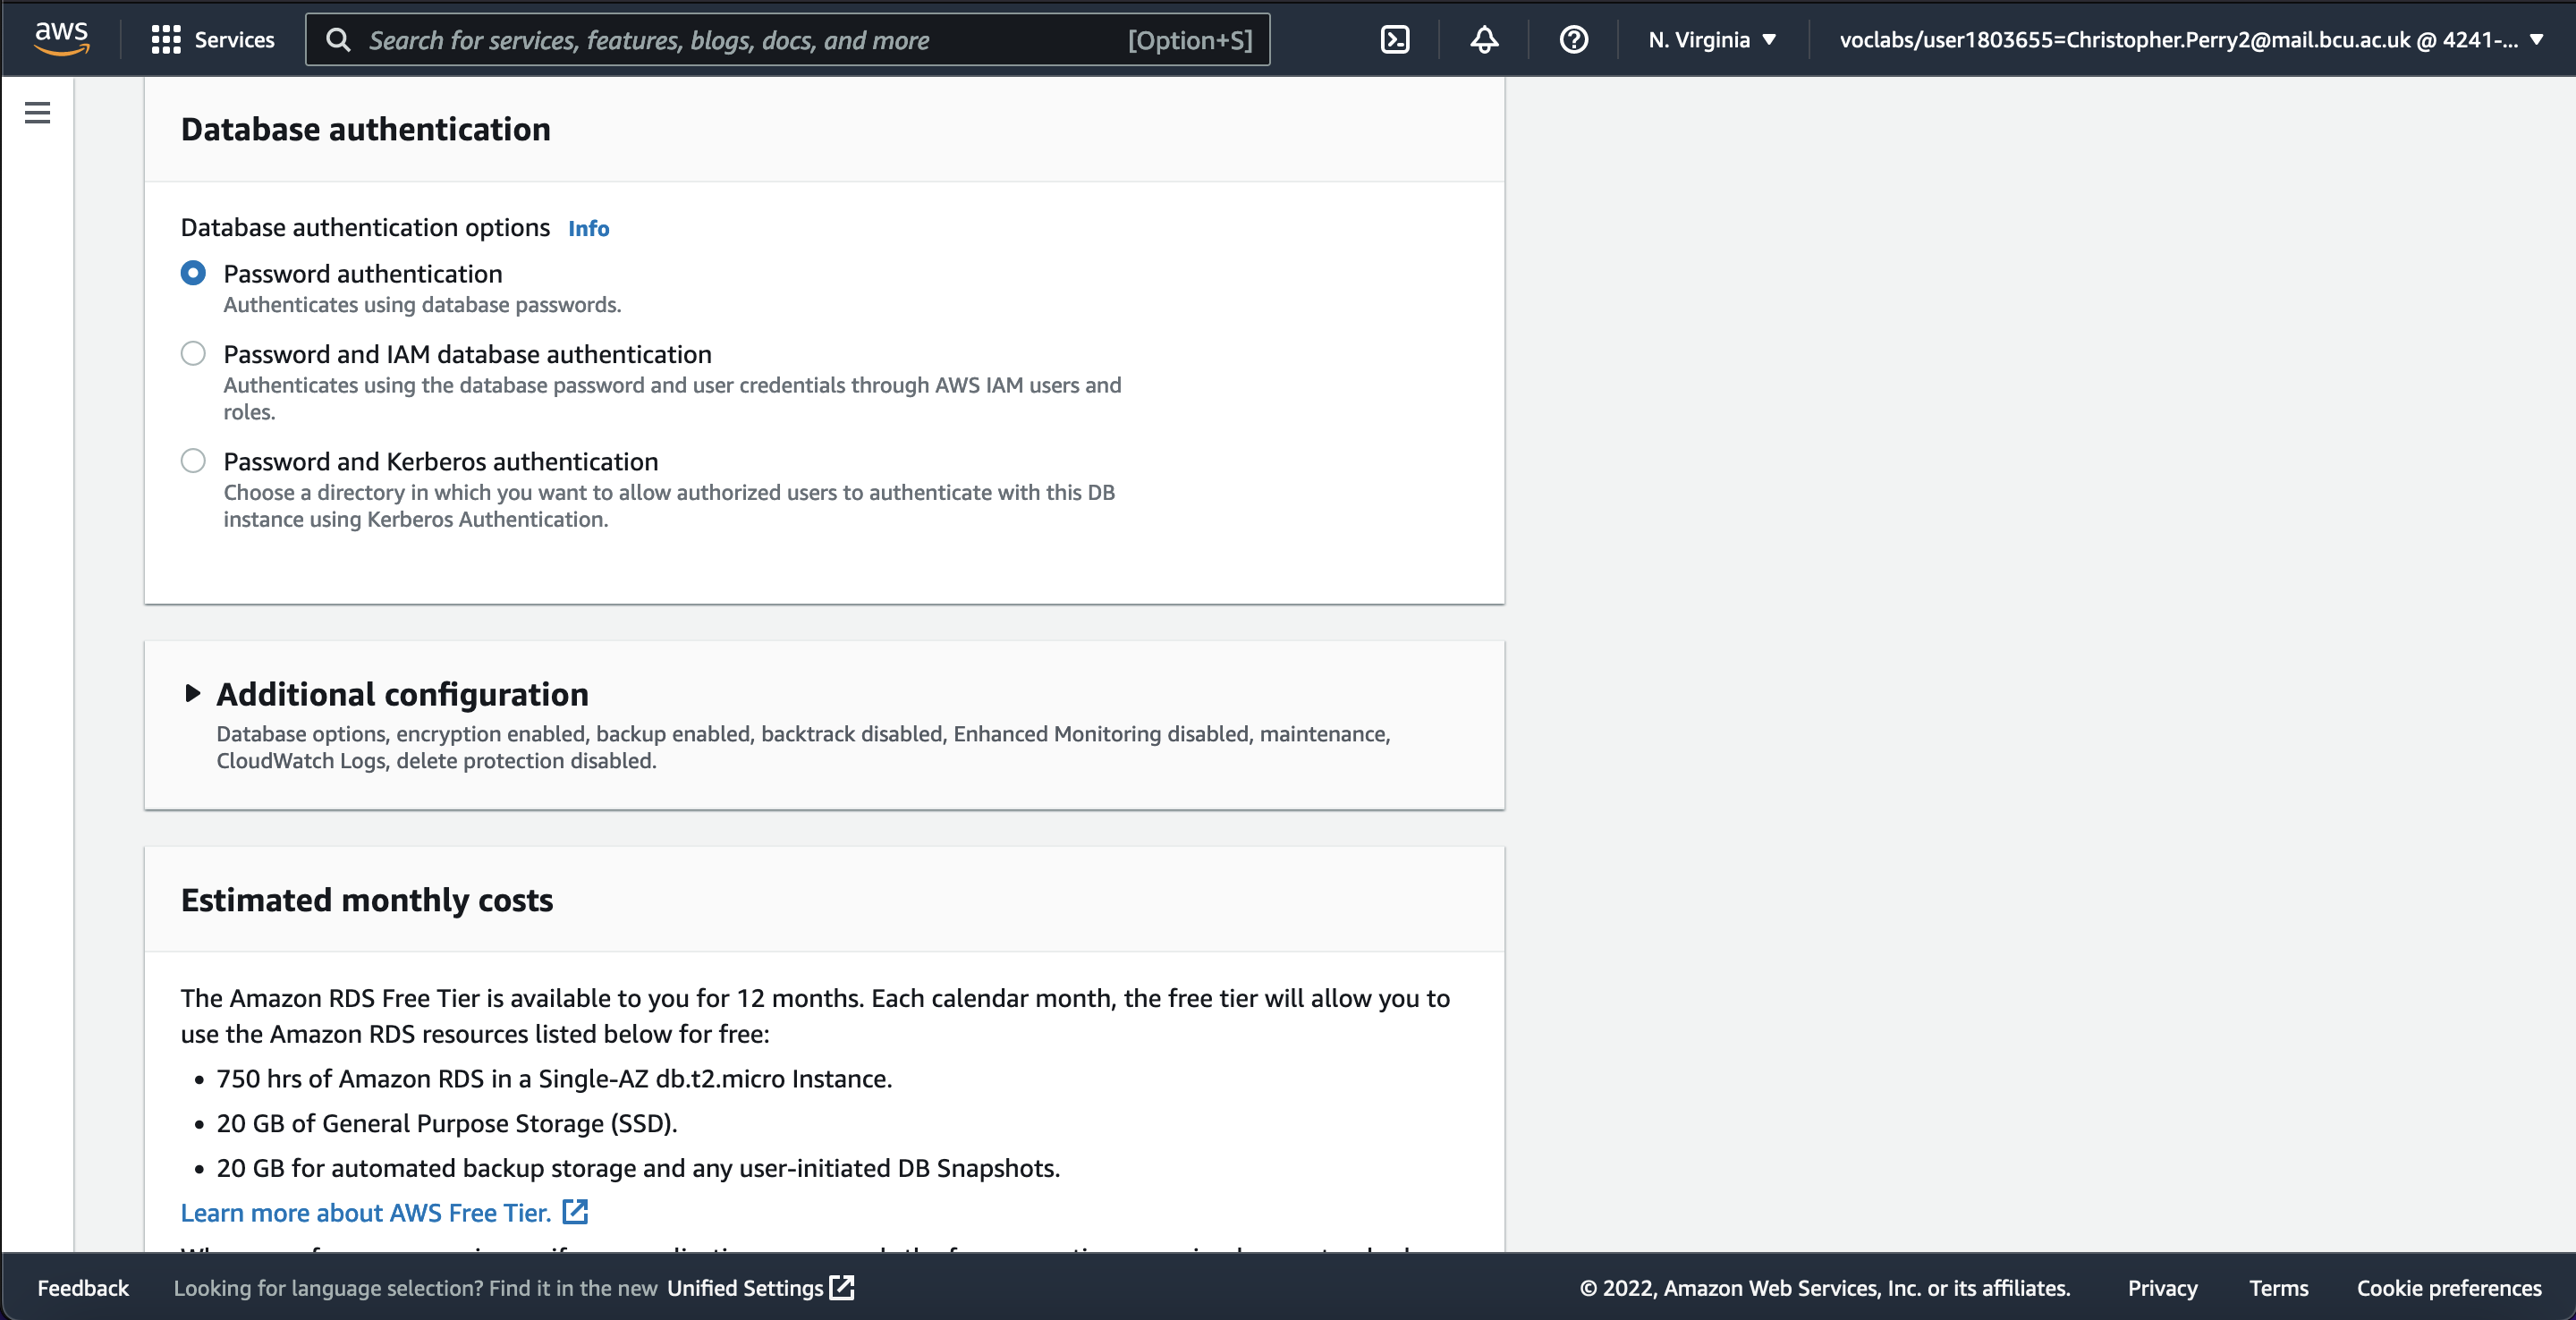 aws
Services
Search for services, features, blogs, docs, and more
[Option+S]
N. Virginia
voclabs/user1803655=Christopher.Perry2@mail.bcu.ac.uk @ 4241-...
Database authentication
Database authentication options Info
Password authentication
Authenticates using database passwords.
Password and IAM database authentication
Authenticates using the database password and user credentials through AWS IAM users and
roles.
Password and Kerberos authentication
Choose a directory in which you want to allow authorized users to authenticate with this DB
instance using Kerberos Authentication.
Additional configuration
Database options, encryption enabled, backup enabled, backtrack disabled, Enhanced Monitoring disabled, maintenance,
CloudWatch Logs, delete protection disabled.
Estimated monthly costs
The Amazon RDS Free Tier is available to you for 12 months. Each calendar month, the free tier will allow you to
use the Amazon RDS resources listed below for free:
• 750 hrs of Amazon RDS in a Single-AZ db.t2.micro Instance.
• 20 GB of General Purpose Storage (SSD).
• 20 GB for automated backup storage and any user-initiated DB Snapshots.
Learn more about AWS Free Tier.
Feedback
Looking for language selection? Find it in the new Unified Settings
© 2022, Amazon Web Services, Inc. or its affiliates.
Privacy
Terms
Cookie preferences